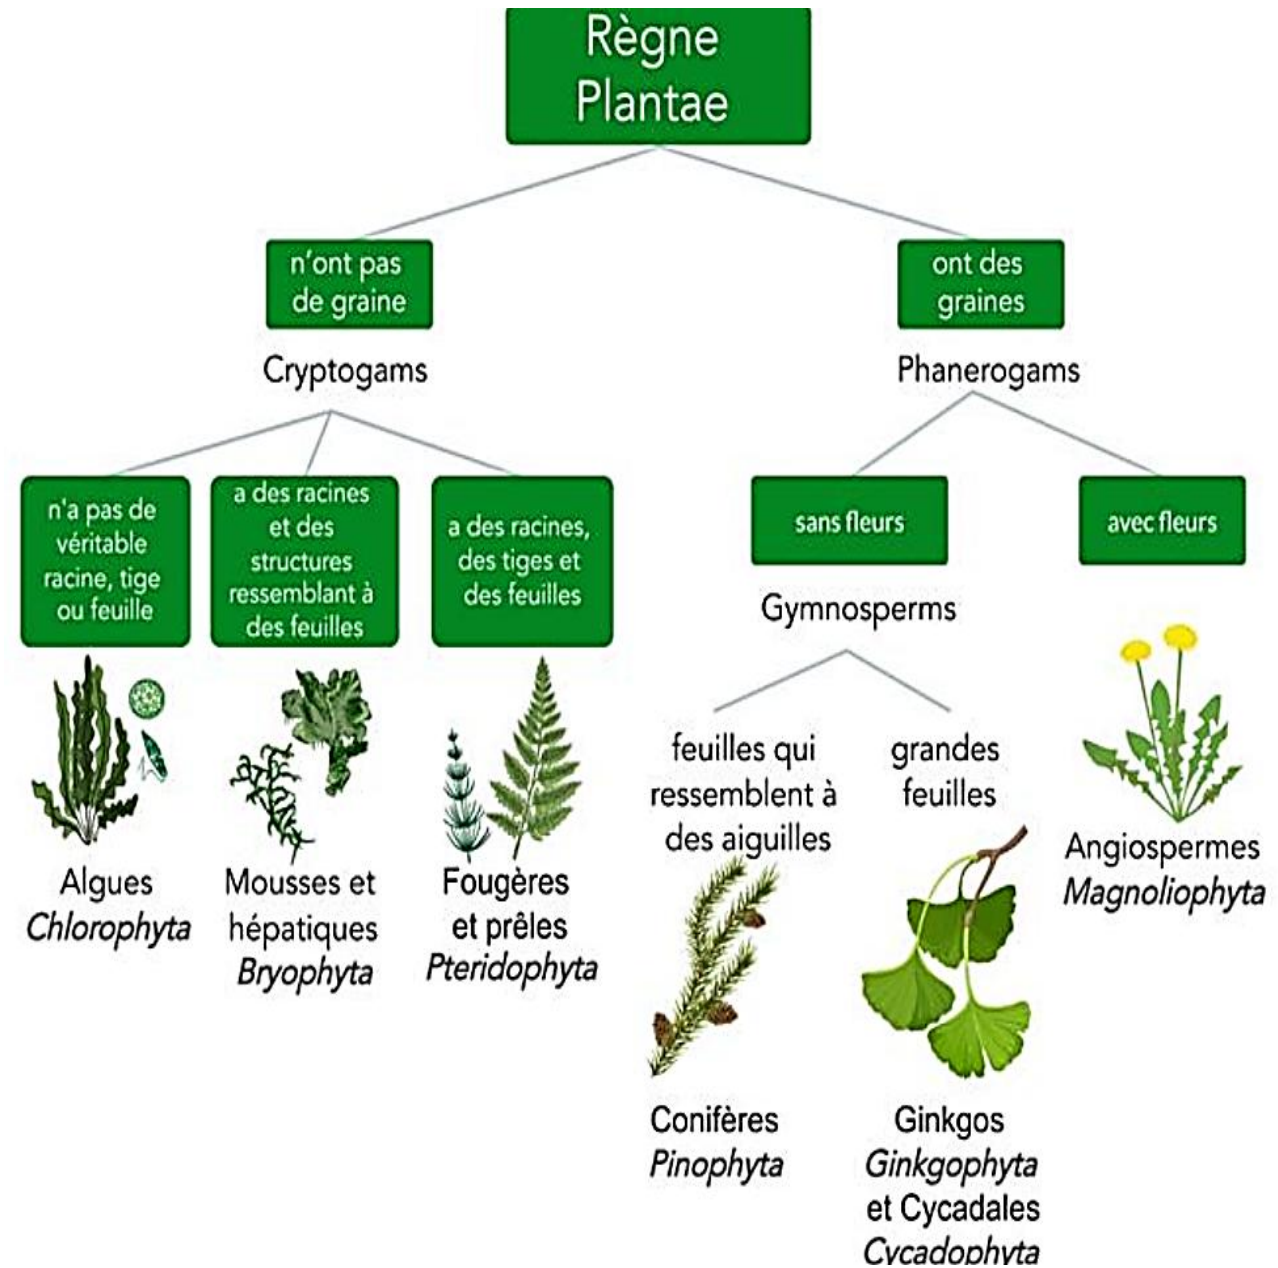 Règne
Plantae
n'ont pas
de graine
ont des
graines
Cryptogams
Phanerogams
n'a pas de
véritable
racine, tige
ou feuille
a des racines
et des
structures
ressemblant à
des feuilles
a des racines,
des tiges et
des feuilles
sans fleurs
avec fleurs
Gymnosperms
feuilles qui
ressemblent à
des aiguilles
grandes
feuilles
Algues
Chlorophyta
Mousses et
hépatiques
Bryophyta
Fougères
et prêles
Pteridophyta
Angiospermes
Magnoliophyta
Conifères
Pinophyta
Ginkgos
Ginkgophyta
et Cycadales
Cycadophyta